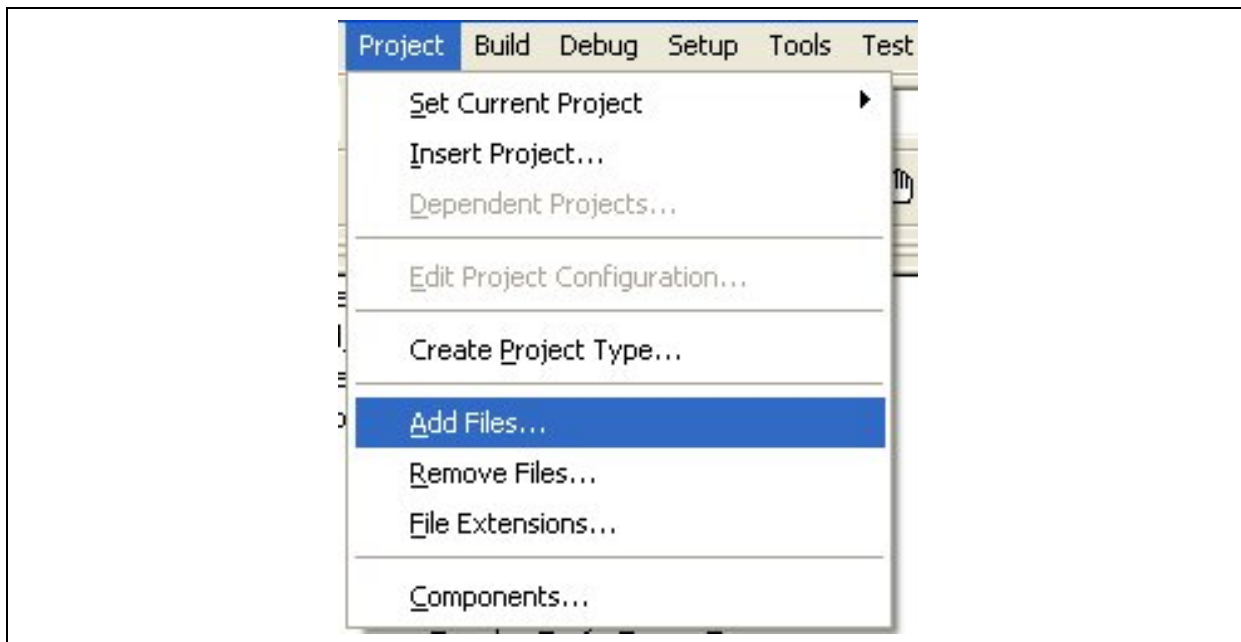 Project Build Debug Setup Tools Test
Set Current Project
Insert Project...
Dependent Projects...
Edit Project Configuration...
Create Project Type...
Add Files...
Remove Files...
File Extensions...
Components...